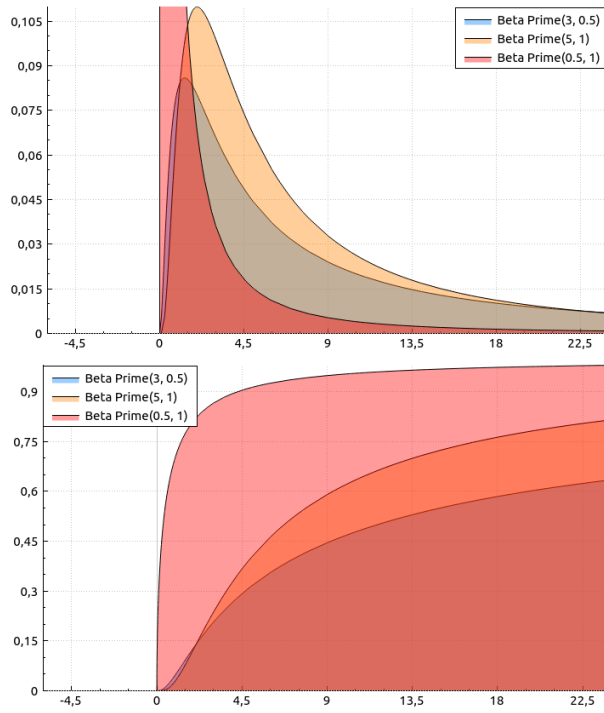 0,105
0,09
0,075
0,06
0,045
0,03
0,015
0
Beta Prime(3, 0.5)
Beta Prime(5, 1)
Beta Prime(0.5, 1)
-4,5 0 4,5 9 13,5 18 22,5
Beta Prime(3, 0.5)
Beta Prime(5, 1)
Beta Prime(0.5, 1)
0,9
0,75
0,6
0,45
0,3
0,15
0
-4,5 0 4,5 9 13,5 18 22,5